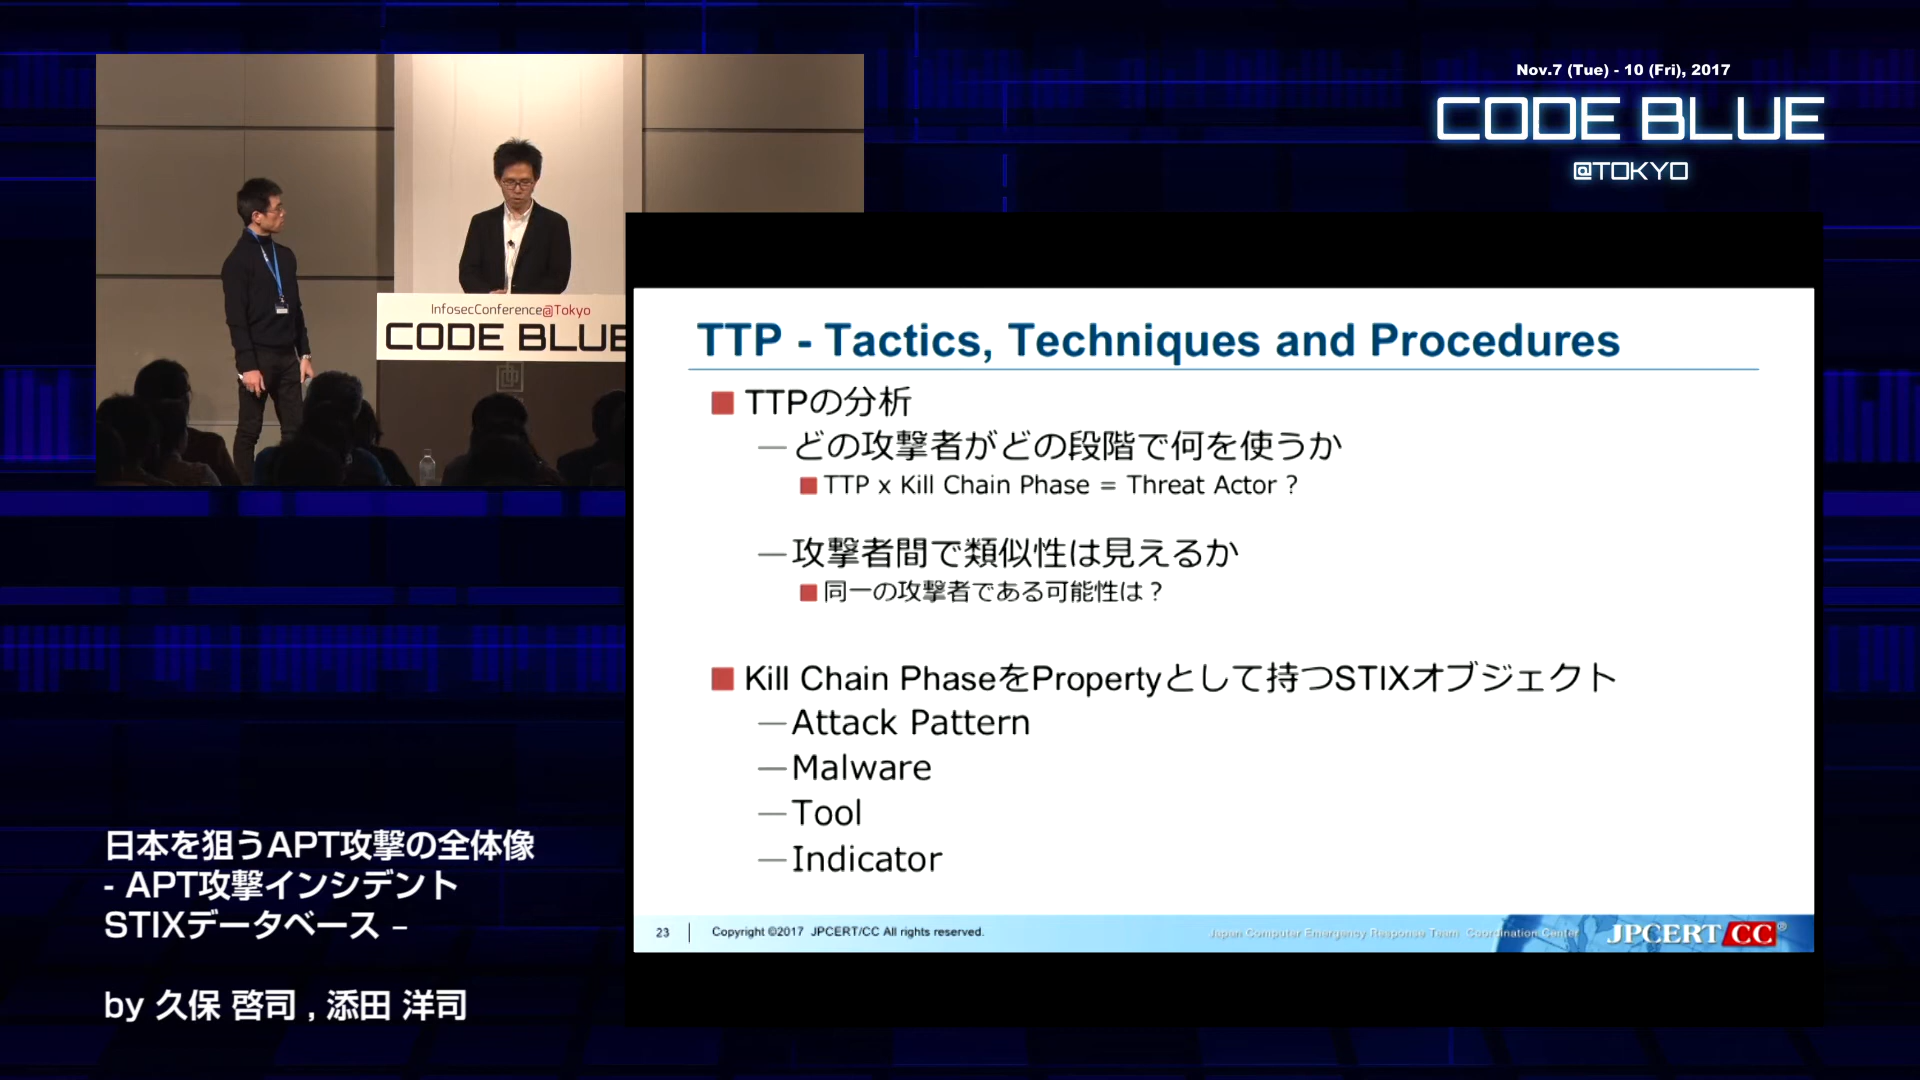 Nov.7 (Tue) - 10 (Fri), 2017
CODE BLUE
@TOKYO
InfosecConference@Tokyo
CODE BLUE
TTP - Tactics, Techniques and Procedures
TTPの分析
—どの攻撃者がどの段階で何を使うか
TTP x Kill Chain Phase = Threat Actor ?
—攻撃者間で類似性は見えるか
同一の攻撃者である可能性は？
Kill Chain PhaseをPropertyとして持つSTIXオブジェクト
—Attack Pattern
—Malware
—Tool
—Indicator
23 Copyright ©2017 JPCERT/CC All rights reserved.
Japan Computer Emergency Response Team Coordination Center
JPCERT/CC®
日本を狙うAPT攻撃の全体像
- APT攻撃インシデント
STIXデータベース –
by 久保 啓司 , 添田 洋司